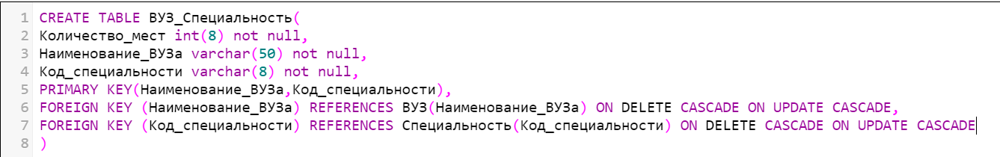 1 CREATE TABLE ВУЗ_Специальность(
2 Количество_мест int(8) not null,
3 Наименование_ВУЗа varchar(50) not null,
4 Код_специальности varchar(8) not null,
5 PRIMARY KEY(Наименование_ВУЗа,Код_специальности),
6 FOREIGN KEY (Наименование_ВУЗа) REFERENCES ВУЗ(Наименование_ВУЗа) ON DELETE CASCADE ON UPDATE CASCADE,
7 FOREIGN KEY (Код_специальности) REFERENCES Специальность(Код_специальности) ON DELETE CASCADE ON UPDATE CASCADE
8 )